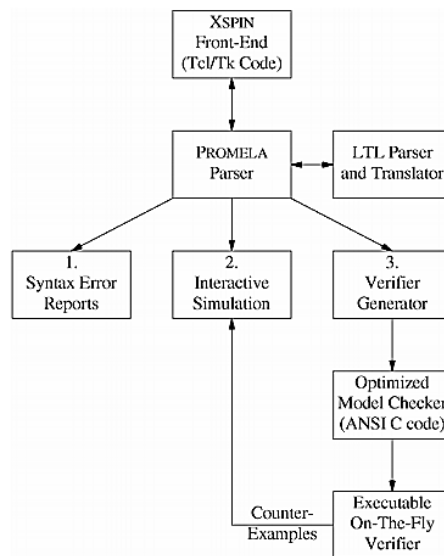 XSPIN
Front-End
(Tcl/Tk Code)
PROMELA
Parser
LTL Parser
and Translator
1.
Syntax Error
Reports
2.
Interactive
Simulation
3.
Verifier
Generator
Optimized
Model Checker
(ANSI C code)
Counter-
Examples
Executable
On-The-Fly
Verifier